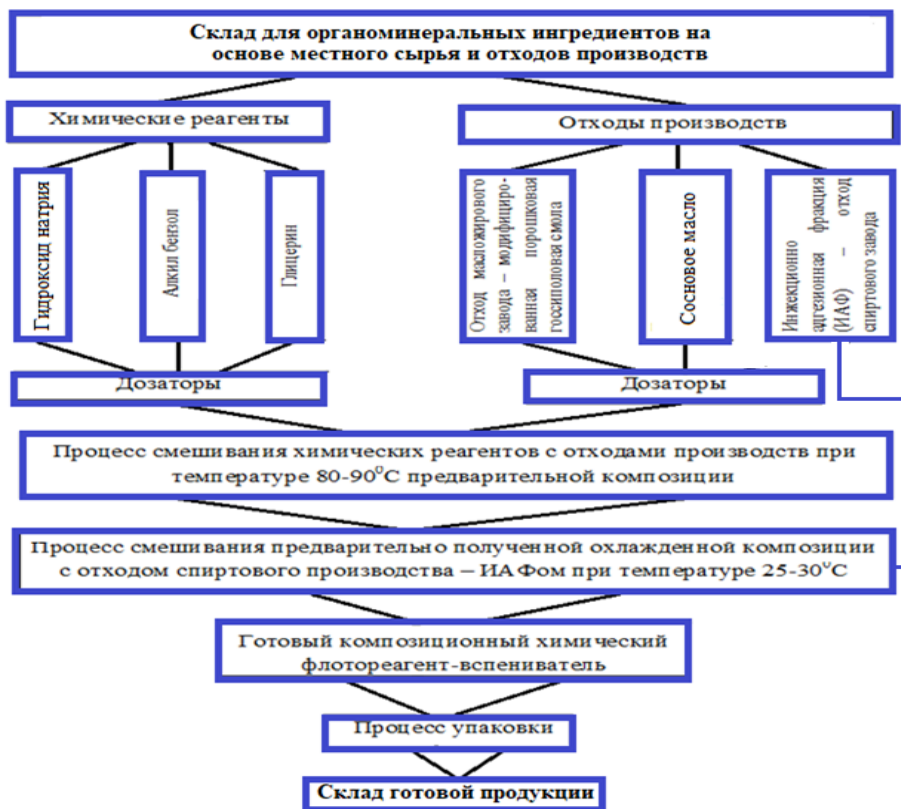 Склад для органоминеральных ингредиентов на
основе местного сырья и отходов производств
Химические реагенты
Отходы производств
Гидроксид натрия
Алкил бензол
Глицерин
Отход масложирового
завода – модифициро-
ванная порошковая
госсиполовая смола
Сосновое масло
Инжекционно
адгезионная фракция
(ИАФ) – отход
спиртового завода
Дозаторы
Дозаторы
Процесс смешивания химических реагентов с отходами производств при
температуре 80-90⁰С предварительной композиции
Процесс смешивания предварительно полученной охлажденной композиции
с отходом спиртового производства – ИАФом при температуре 25-30⁰С
Готовый композиционный химический
флотореагент-вспениватель
Процесс упаковки
Склад готовой продукции